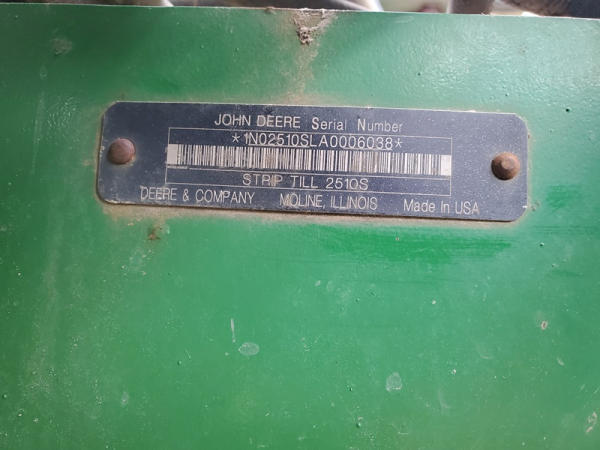 JOHN DEERE Serial Number
*1N02510SLA0006038*
STRIP TILL 2510S
DEERE & COMPANY MOLINE, ILLINOIS Made In USA